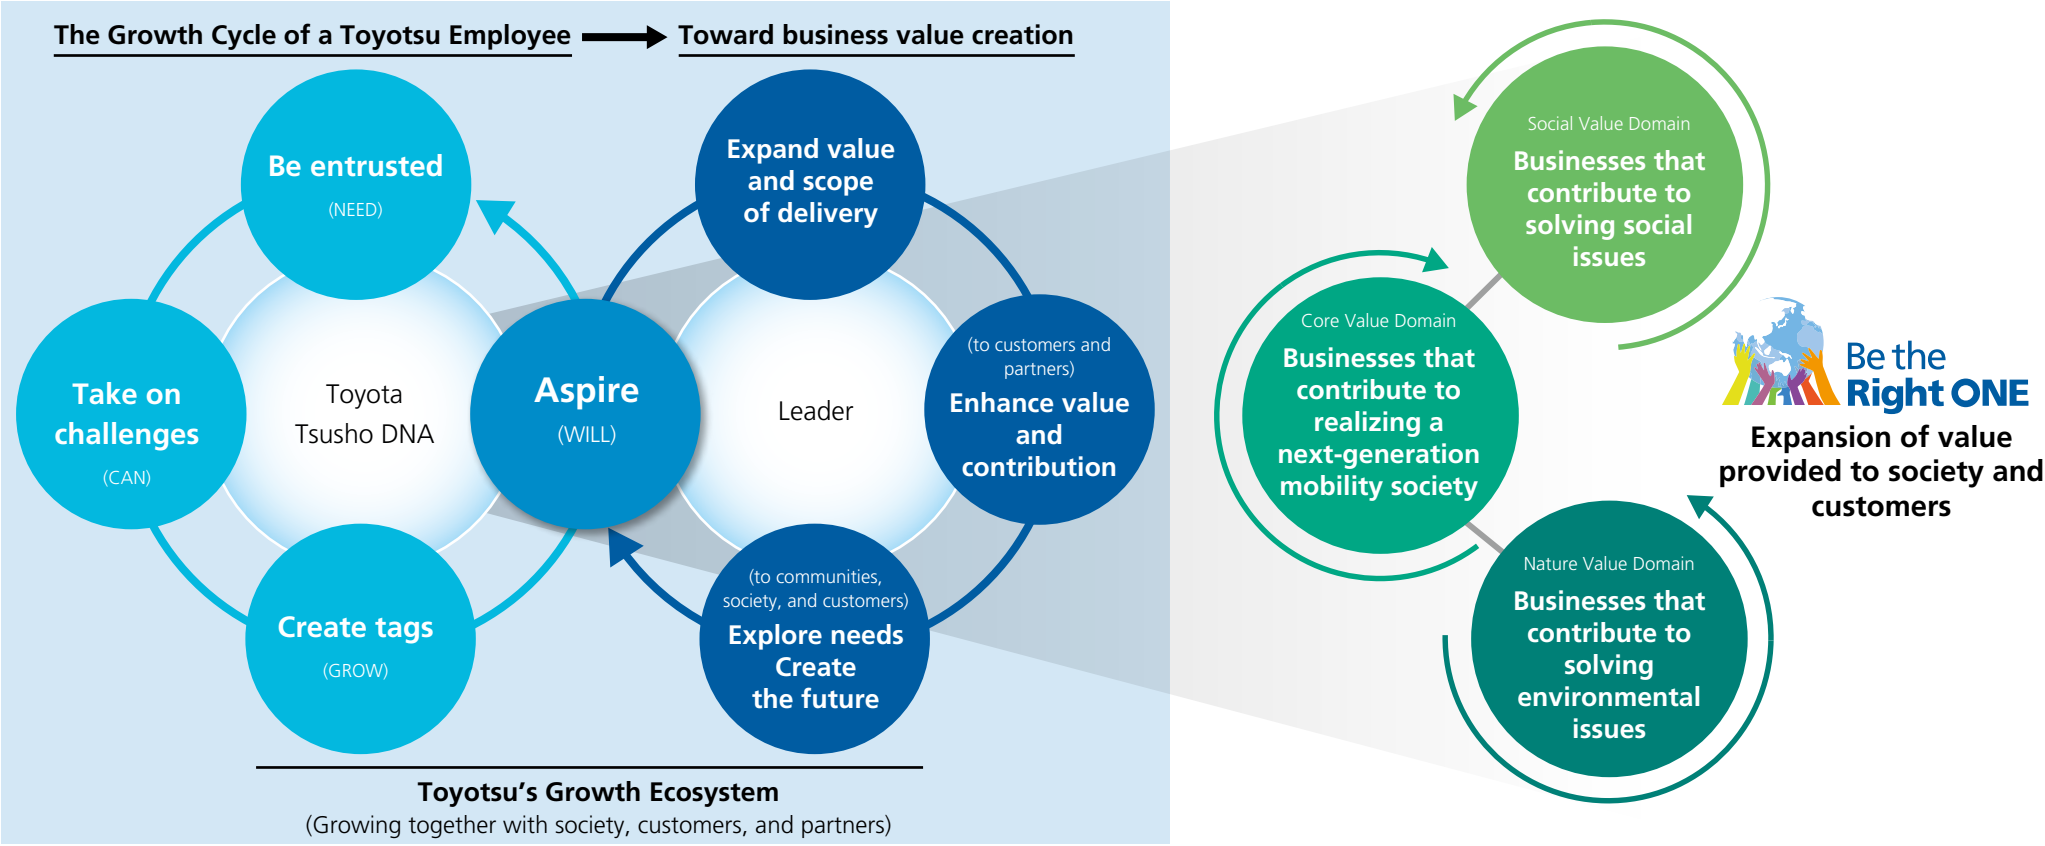 The Growth Cycle of a Toyotsu Employee
Toward business value creation
Be entrusted
(NEED)
Take on
challenges
(CAN)
Create tags
(GROW)
Toyota
Tsusho DNA
Aspire
(WILL)
Expand value
and scope
of delivery
Leader
(to customers and
partners)
Enhance value
and
contribution
(to communities,
society, and customers)
Explore needs
Create
the future
Toyotsu’s Growth Ecosystem
(Growing together with society, customers, and partners)
Social Value Domain
Businesses that
contribute to
solving social
issues
Core Value Domain
Businesses that
contribute to
realizing a
next-generation
mobility society
Nature Value Domain
Businesses that
contribute to
solving
environmental
issues
Be the
Right ONE
Expansion of value
provided to society and
customers